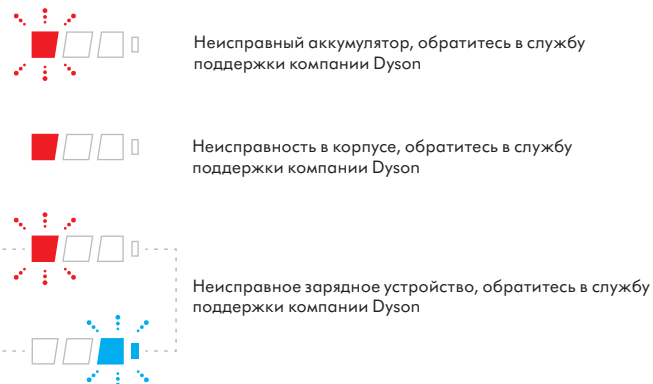 Неисправный аккумулятор, обратитесь в службу
поддержки компании Dyson
Неисправность в корпусе, обратитесь в службу
поддержки компании Dyson
Неисправное зарядное устройство, обратитесь в службу
поддержки компании Dyson